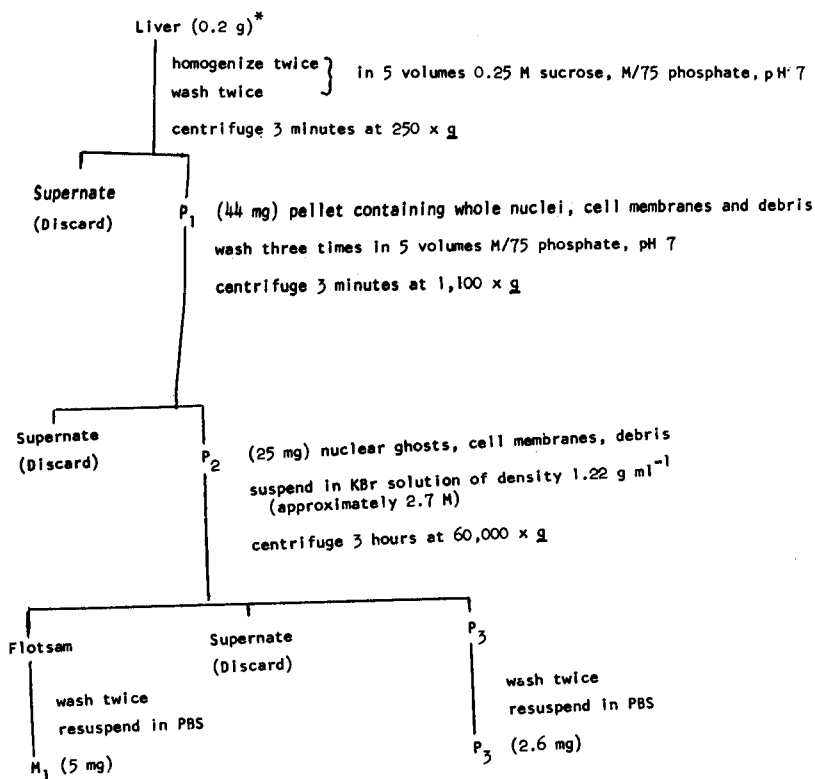 Liver (0.2 g)*
homogenize twice
wash twice
} in 5 volumes 0.25 M sucrose, M/75 phosphate, pH 7
centrifuge 3 minutes at 250 x g
Supernate
(Discard)
P1 (44 mg) pellet containing whole nuclei, cell membranes and debris
wash three times in 5 volumes M/75 phosphate, pH 7
centrifuge 3 minutes at 1,100 x g
Supernate
(Discard)
P2 (25 mg) nuclear ghosts, cell membranes, debris
suspend in KBr solution of density 1.22 g ml⁻¹
(approximately 2.7 M)
centrifuge 3 hours at 60,000 x g
Flotsam
Supernate
(Discard)
P3
wash twice
resuspend in PBS
wash twice
resuspend in PBS
M1 (5 mg)
P3 (2.6 mg)